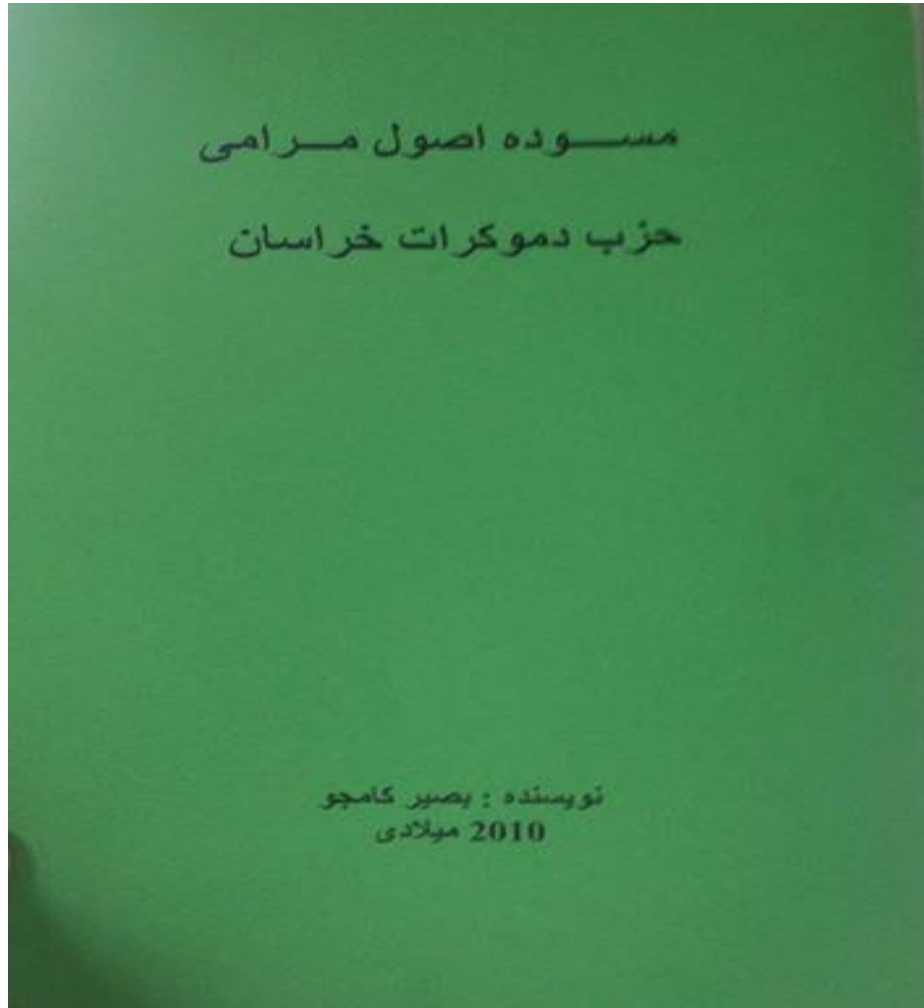 مسوده اصول مرامی
حزب دموکرات خراسان
نویسنده : بصیر کامجو
2010 میلادی